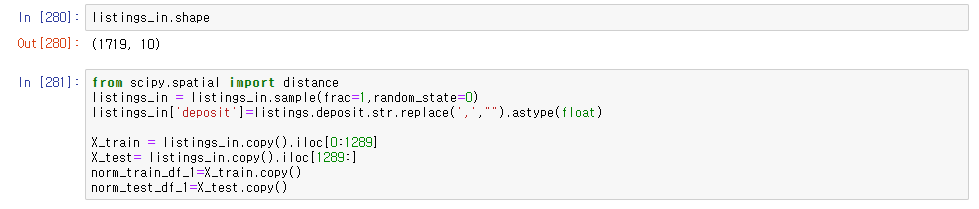 In [280]: listings_in.shape
Out[280]: (1719, 10)
In [281]: from scipy.spatial import distance
listings_in = listings_in.sample(frac=1,random_state=0)
listings_in['deposit']=listings.deposit.str.replace(',',"").astype(float)
X_train = listings_in.copy().iloc[0:1289]
X_test= listings_in.copy().iloc[1289:]
norm_train_df_1=X_train.copy()
norm_test_df_1=X_test.copy()